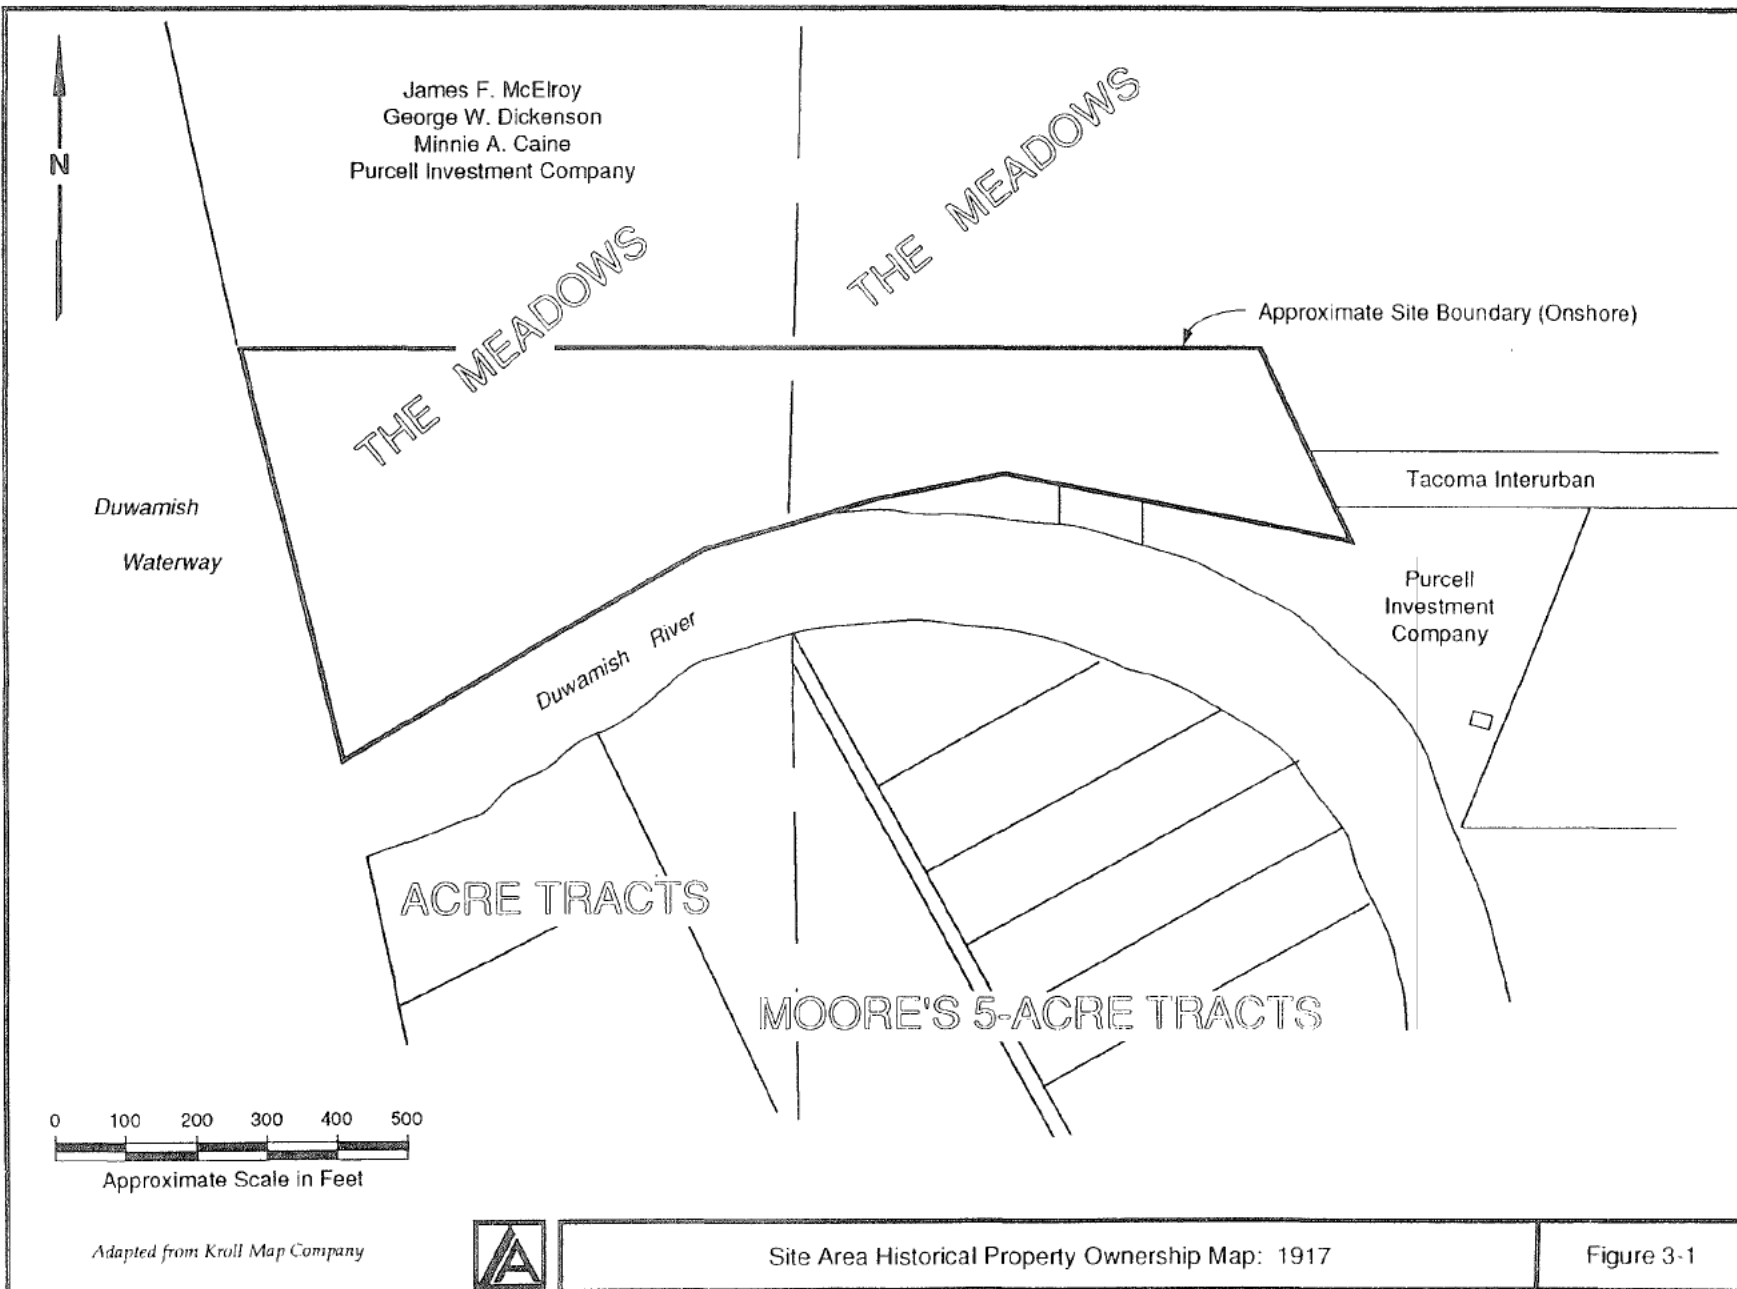 James F. McElroy
George W. Dickenson
Minnie A. Caine
Purcell Investment Company
N
THE MEADOWS
THE MEADOWS
Approximate Site Boundary (Onshore)
Tacoma Interurban
Duwamish
Waterway
Purcell
Investment
Company
Duwamish River
ACRE TRACTS
MOORE'S 5-ACRE TRACTS
0 100 200 300 400 500
Approximate Scale in Feet
Adapted from Kroll Map Company
A
Site Area Historical Property Ownership Map: 1917
Figure 3-1